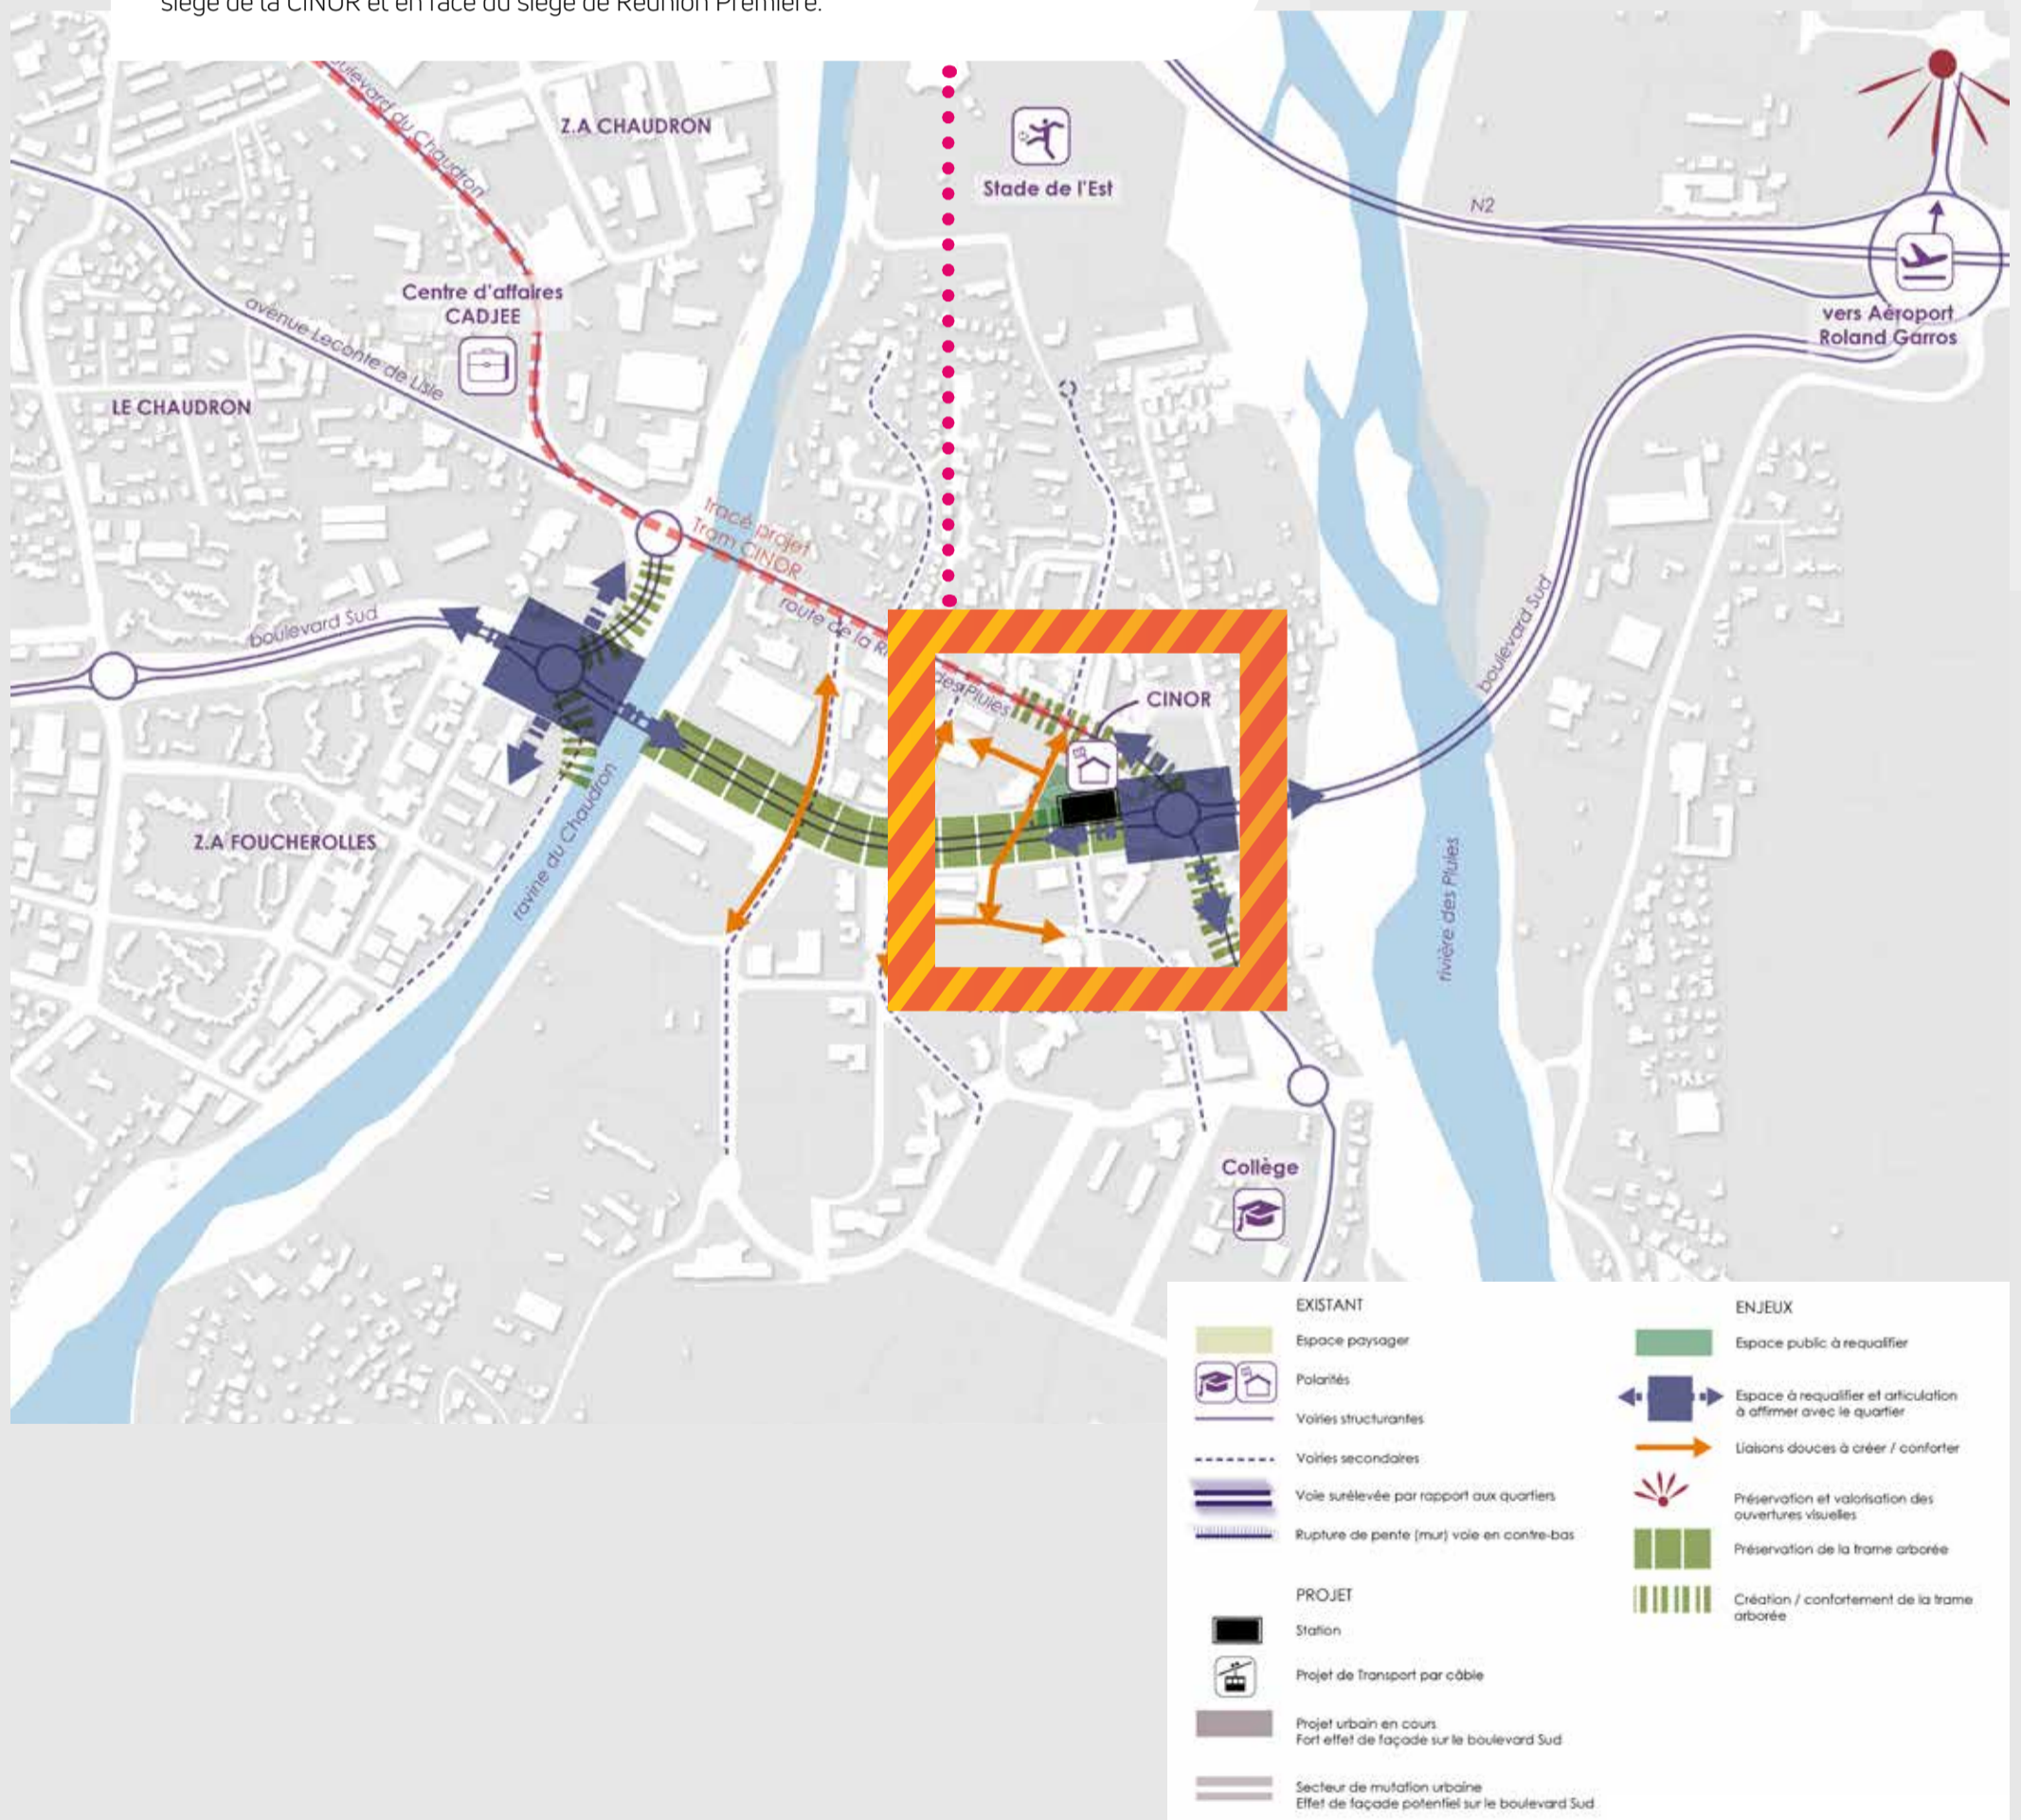 siège de la CINOR et en face du siège de Réunion Première.
boulevard du Chaudron
Z.A CHAUDRON
Stade de l'Est
N2
Centre d'affaires
CADJEE
avenue Leconte de Lisle
vers Aéroport
Roland Garros
LE CHAUDRON
tracé projet
Tram CINOR
route de la R
des Pluies
boulevard Sud
boulevard Sud
CINOR
Z.A FOUCHEROLLES
ravine du Chaudron
rivière des Pluies
Collège
EXISTANT
Espace paysager
Polarités
Voiries structurantes
Voiries secondaires
Voie surélevée par rapport aux quartiers
Rupture de pente (mur) voie en contre-bas
PROJET
Station
Projet de Transport par câble
Projet urbain en cours
Fort effet de façade sur le boulevard Sud
Secteur de mutation urbaine
Effet de façade potentiel sur le boulevard Sud
ENJEUX
Espace public à requalifier
Espace à requalifier et articulation
à affirmer avec le quartier
Liaisons douces à créer / conforter
Préservation et valorisation des
ouvertures visuelles
Préservation de la trame arborée
Création / confortement de la trame
arborée